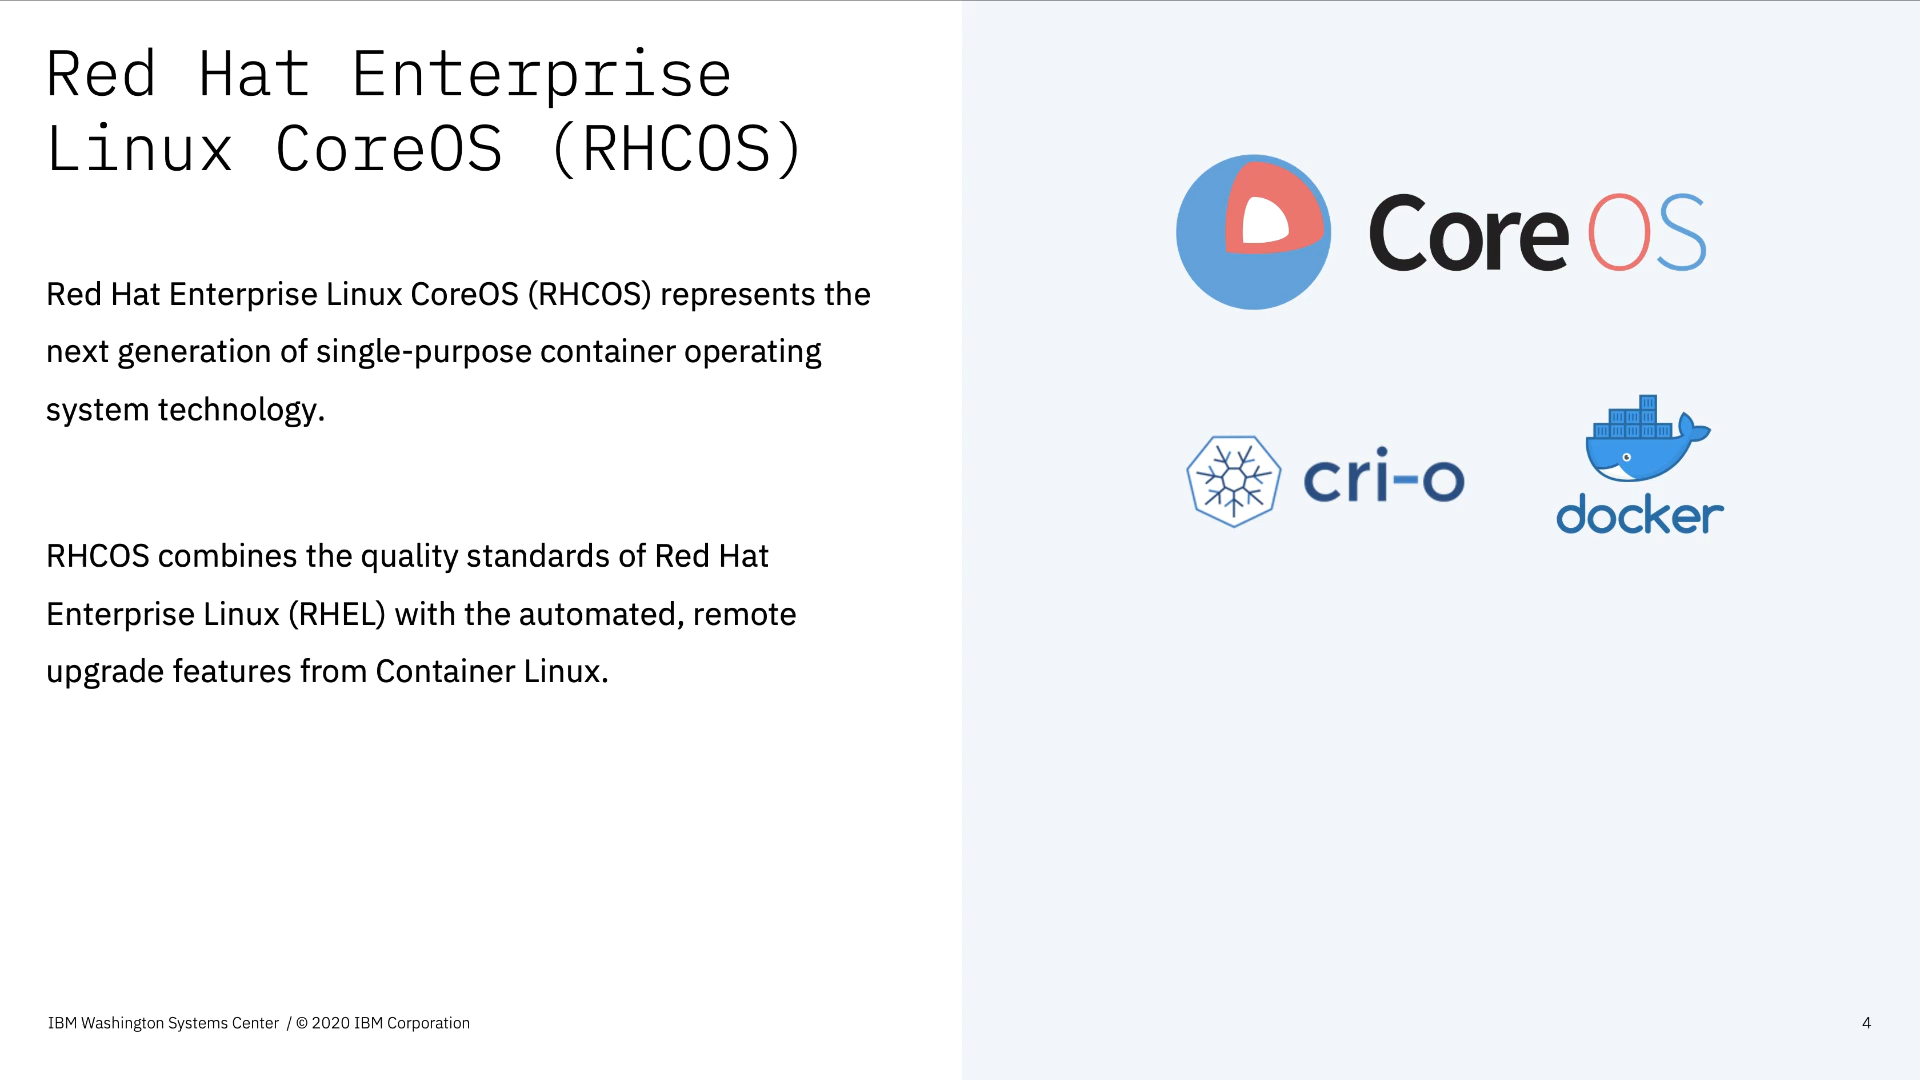 Red Hat Enterprise
Linux CoreOS (RHCOS)
Red Hat Enterprise Linux CoreOS (RHCOS) represents the
next generation of single-purpose container operating
system technology.
RHCOS combines the quality standards of Red Hat
Enterprise Linux (RHEL) with the automated, remote
upgrade features from Container Linux.
Core OS
cri-o
docker
IBM Washington Systems Center / © 2020 IBM Corporation
4